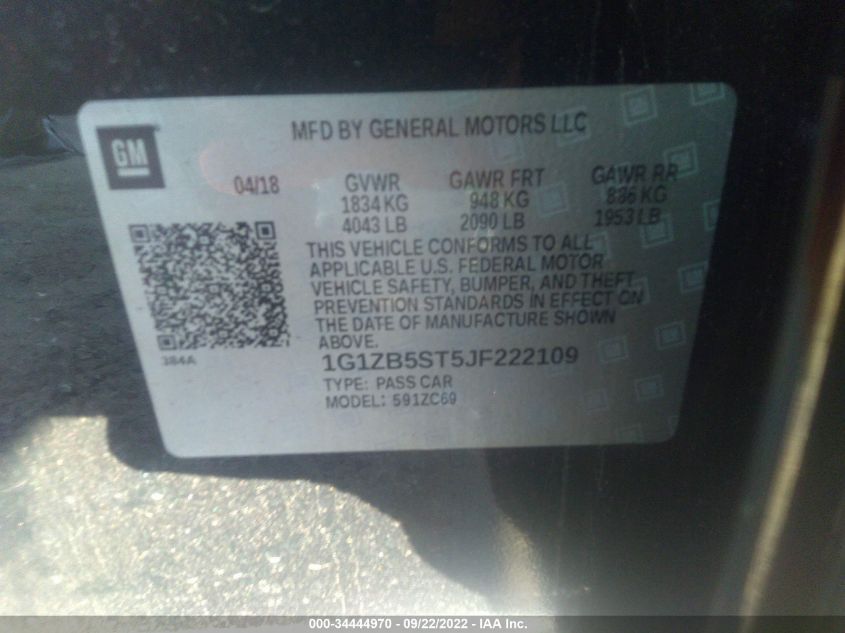 MFD BY GENERAL MOTORS LLC
GM
04/18 GVWR GAWR FRT GAWR RR
1834 KG 948 KG 886 KG
4043 LB 2090 LB 1953 LB
THIS VEHICLE CONFORMS TO ALL
APPLICABLE U.S. FEDERAL MOTOR
VEHICLE SAFETY, BUMPER, AND THEFT
PREVENTION STANDARDS IN EFFECT ON
THE DATE OF MANUFACTURE SHOWN
ABOVE.
384A
1G1ZB5ST5JF222109
TYPE: PASS CAR
MODEL: 591ZC69
000-34444970 - 09/22/2022 - IAA Inc.